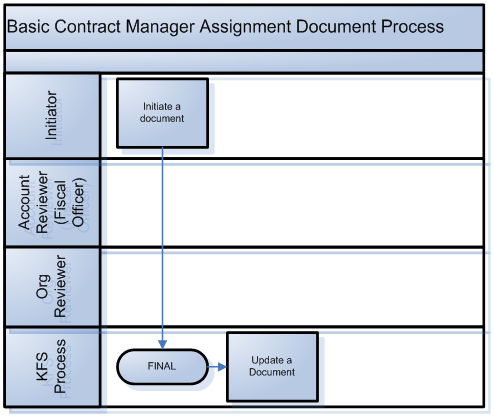 Basic Contract Manager Assignment Document Process
Initiator
Initiate a
document
Account
Reviewer
(Fiscal
Officer)
Org
Reviewer
KFS
Process
FINAL
Update a
Document